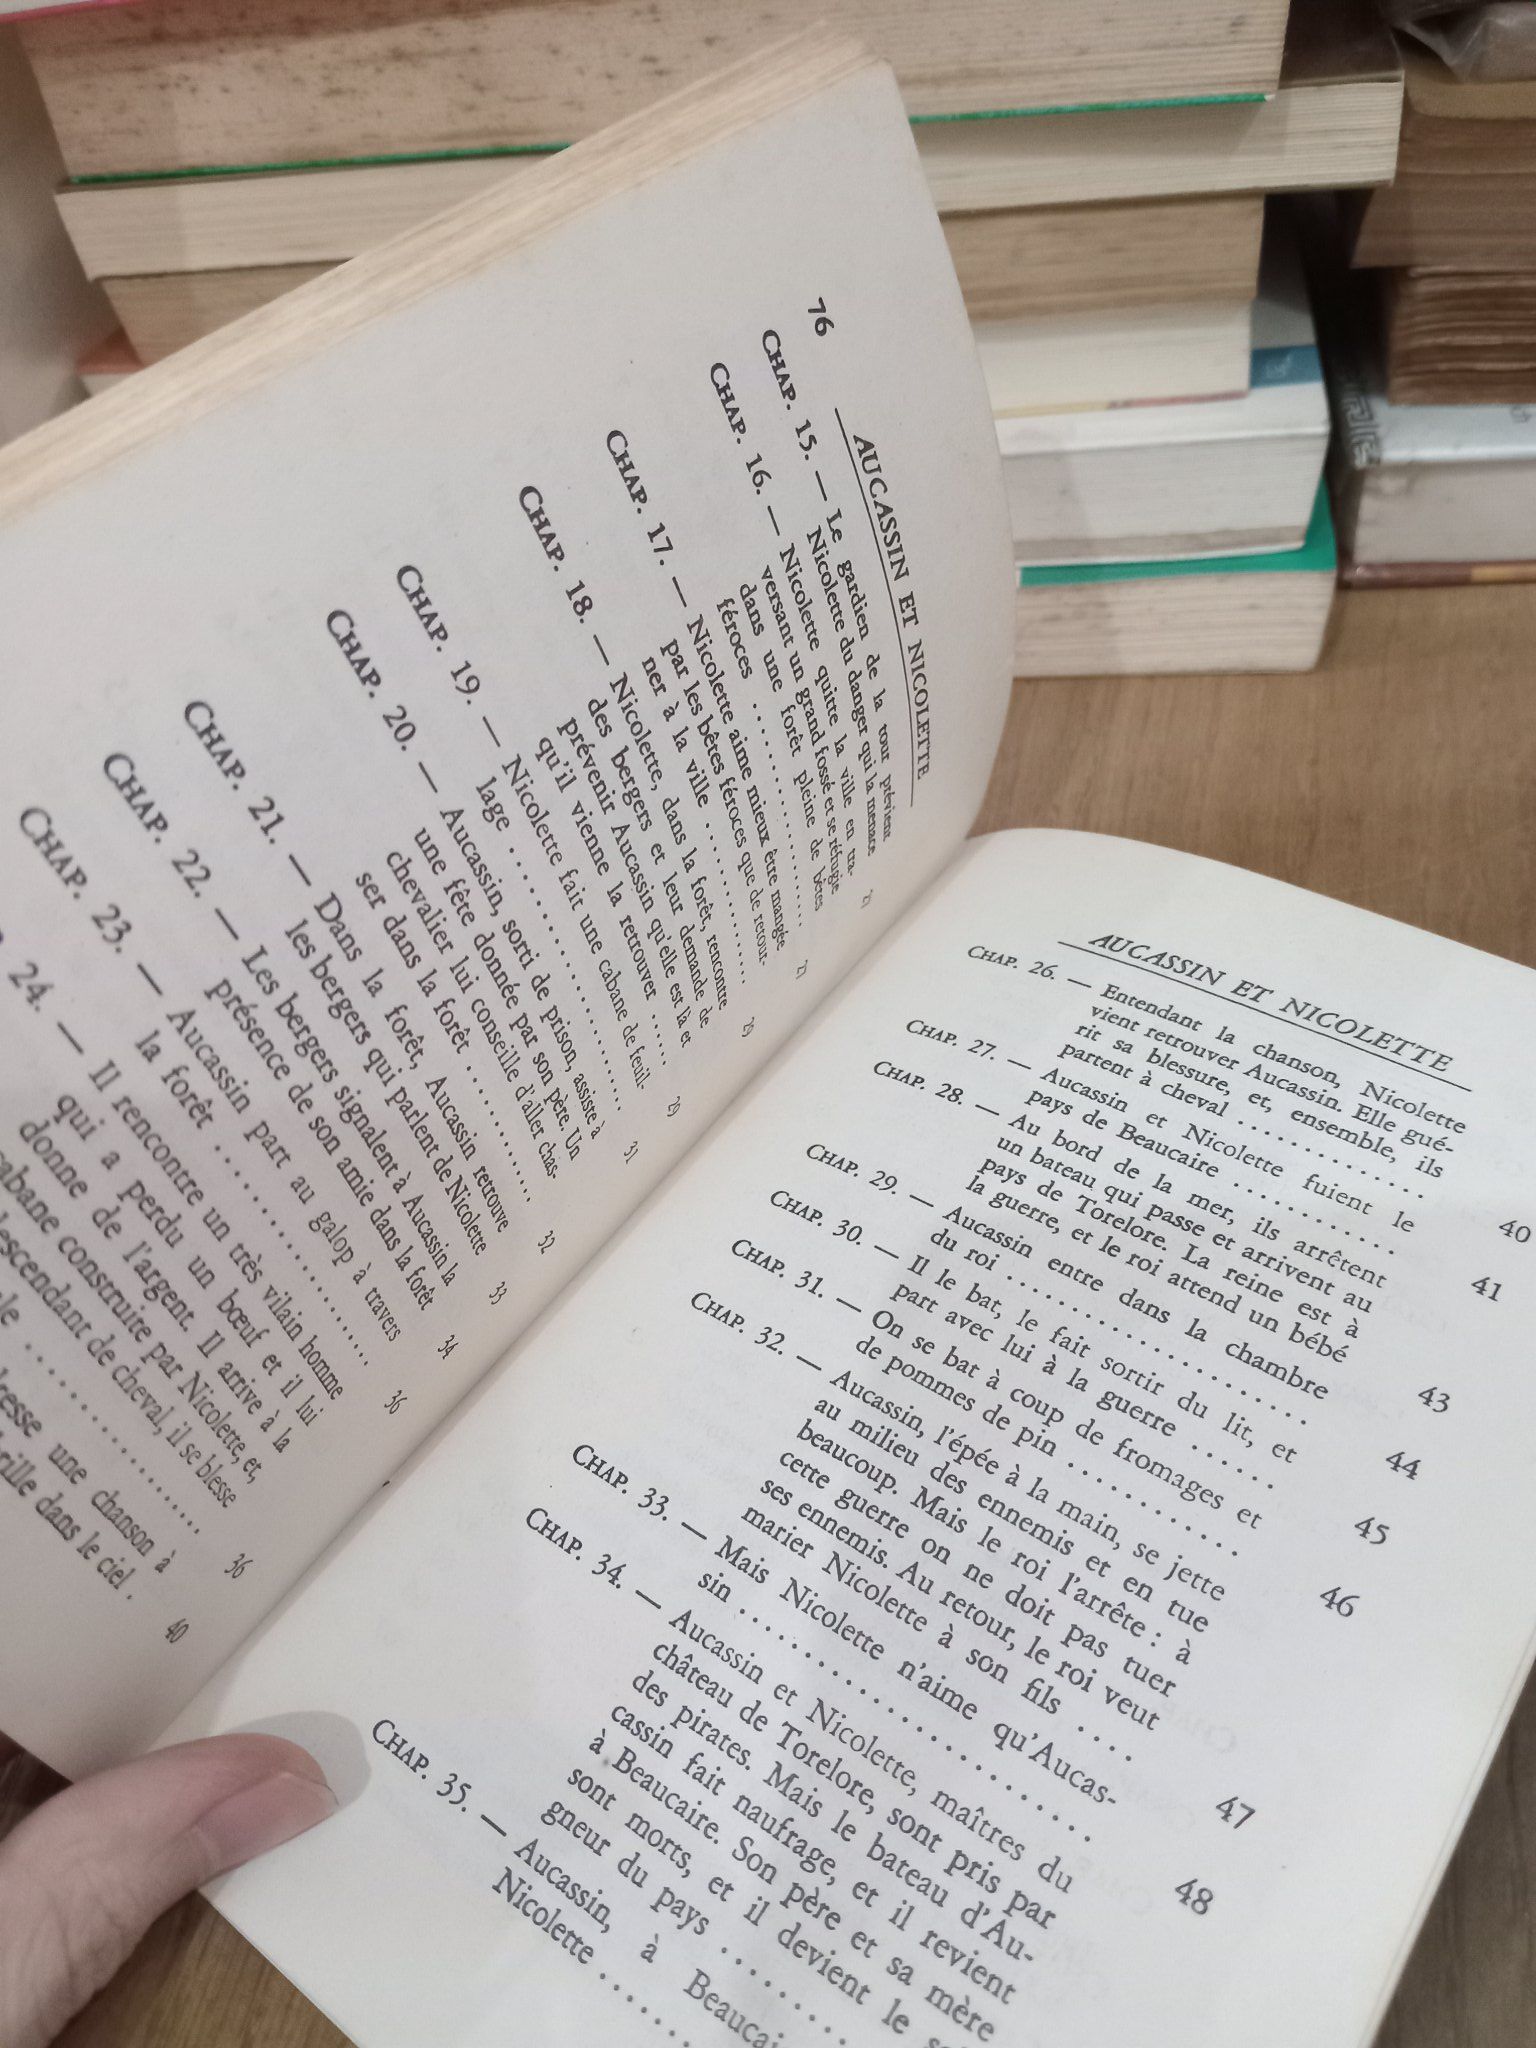 76 AUCASSIN ET NICOLETTE
CHAP. 15. — Le gardien de la tour prévient
Nicolette du danger qui la menace 27
CHAP. 16. — Nicolette quitte la ville en tra-
versant un grand fossé et se réfugie
dans une forêt pleine de bêtes
féroces .......... 27
CHAP. 17. — Nicolette aime mieux être mangée
par les bêtes féroces que de retour-
ner à la ville .......... 29
CHAP. 18. — Nicolette, dans la forêt, rencontre
des bergers et leur demande de
prévenir Aucassin qu'elle est là et
qu'il vienne la retrouver ...... 29
CHAP. 19. — Nicolette fait une cabane de feuil-
lage .......... 31
CHAP. 20. — Aucassin, sorti de prison, assiste à
une fête donnée par son père. Un
chevalier lui conseille d'aller chas-
ser dans la forêt .......... 32
CHAP. 21. — Dans la forêt, Aucassin retrouve
les bergers qui parlent de Nicolette 33
CHAP. 22. — Les bergers signalent à Aucassin la
présence de son amie dans la forêt 34
CHAP. 23. — Aucassin part au galop à travers
la forêt .......... 36
24. — Il rencontre un très vilain homme
qui a perdu un bœuf et il lui
donne de l'argent. Il arrive à la
cabane construite par Nicolette, et,
descendant de cheval, il se blesse
.......... 36
une chanson à
brille dans le ciel . 40
AUCASSIN ET NICOLETTE
CHAP. 26. — Entendant la chanson, Nicolette
vient retrouver Aucassin. Elle gué-
rit sa blessure, et, ensemble, ils
partent à cheval .......... 40
CHAP. 27. — Aucassin et Nicolette fuient le
pays de Beaucaire .......... 41
CHAP. 28. — Au bord de la mer, ils arrêtent
un bateau qui passe et arrivent au
pays de Torelore. La reine est à
la guerre, et le roi attend un bébé 43
CHAP. 29. — Aucassin entre dans la chambre
du roi .......... 44
CHAP. 30. — Il le bat, le fait sortir du lit, et
part avec lui à la guerre ...... 45
CHAP. 31. — On se bat à coup de fromages et
de pommes de pin .......... 46
CHAP. 32. — Aucassin, l'épée à la main, se jette
au milieu des ennemis et en tue
beaucoup. Mais le roi l'arrête : à
cette guerre on ne doit pas tuer
ses ennemis. Au retour, le roi veut
marier Nicolette à son fils .... 47
CHAP. 33. — Mais Nicolette n'aime qu'Aucas-
sin .......... 48
CHAP. 34. — Aucassin et Nicolette, maîtres du
château de Torelore, sont pris par
des pirates. Mais le bateau d'Au-
cassin fait naufrage, et il revient
à Beaucaire. Son père et sa mère
sont morts, et il devient le
gneur du pays ..........
CHAP. 35. — Aucassin, à
Nicolette ..........